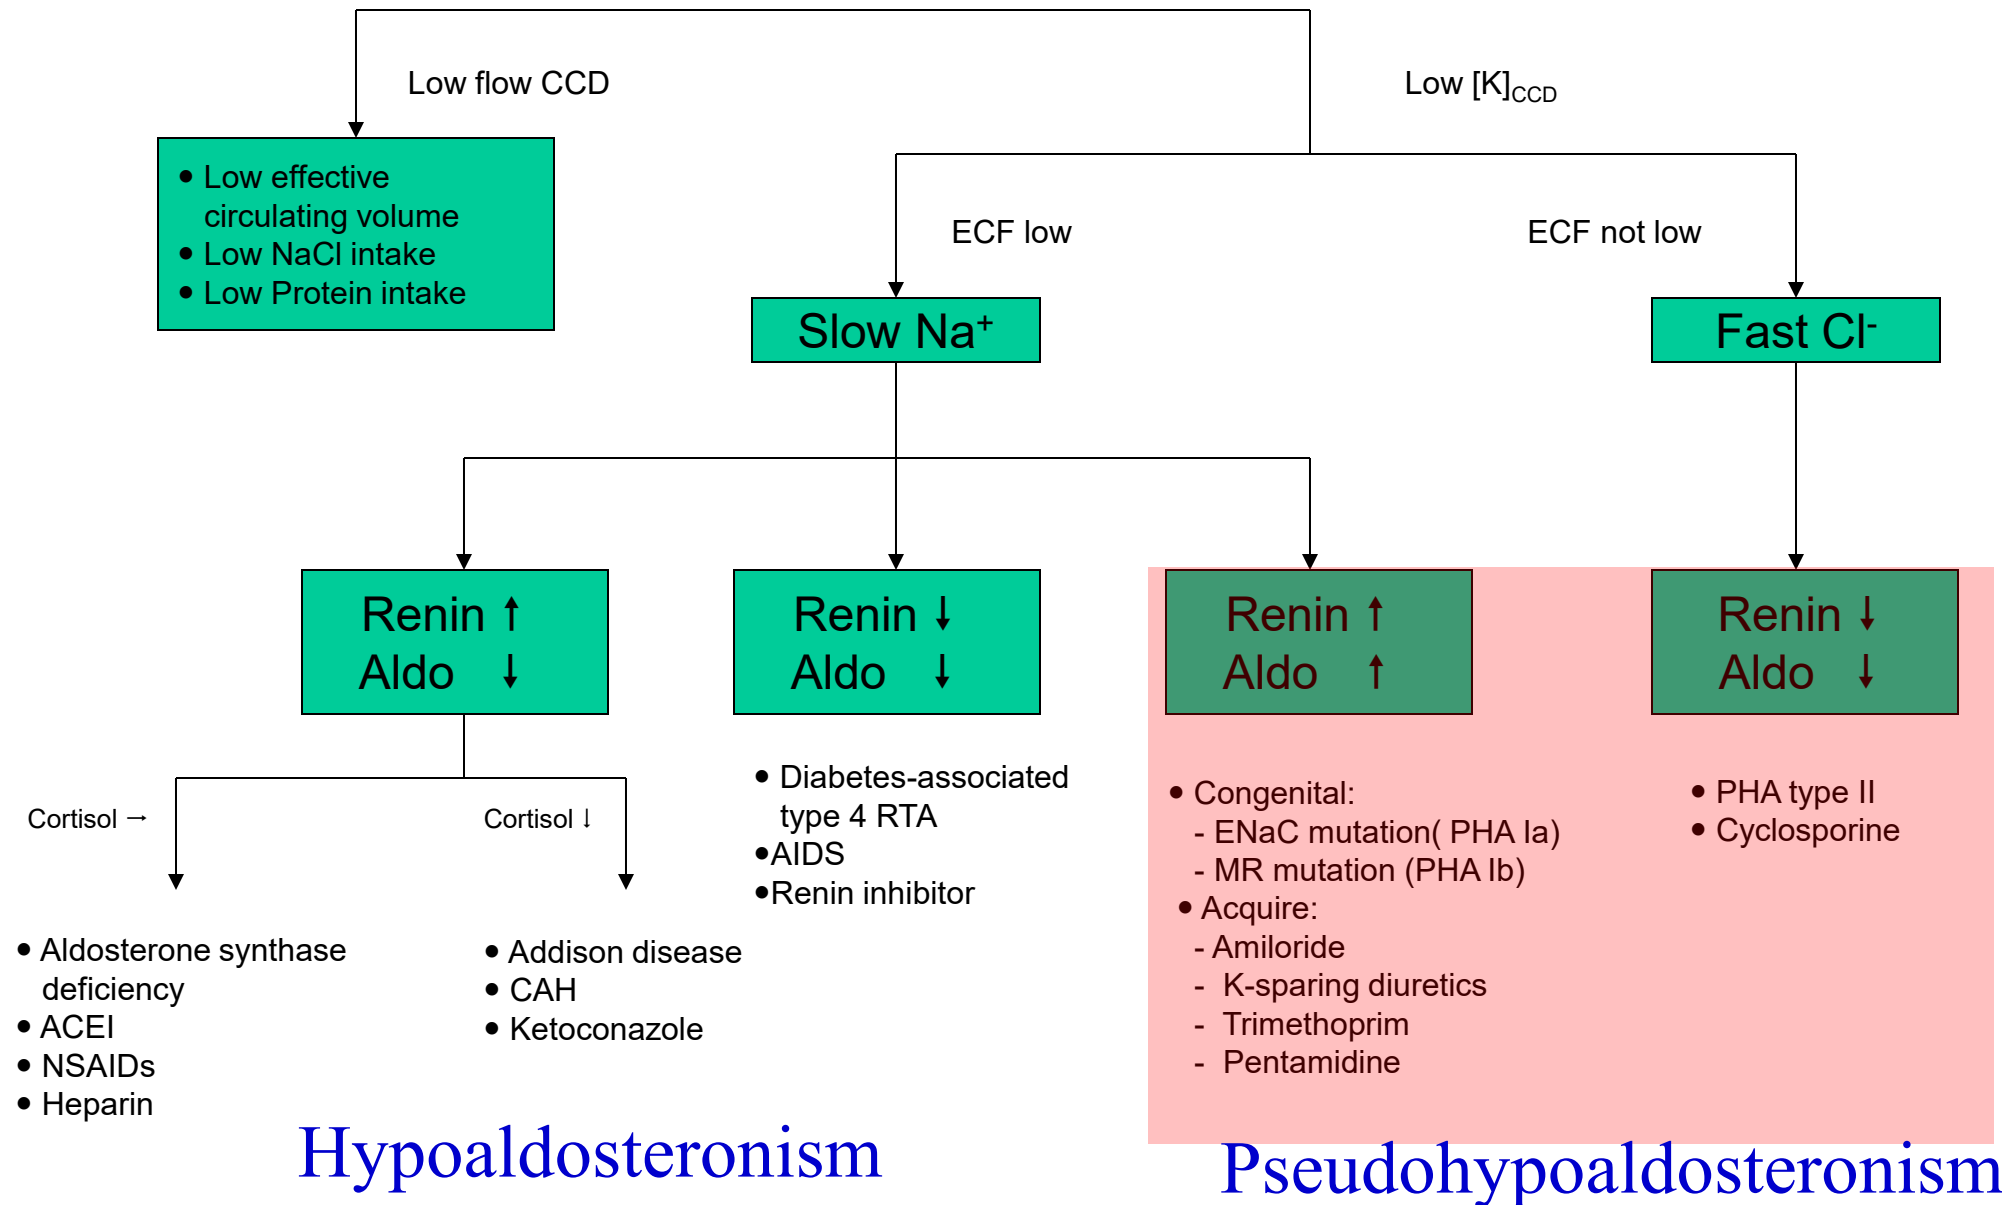 Low flow CCD
Low [K]CCD
• Low effective
circulating volume
• Low NaCl intake
• Low Protein intake
ECF low
ECF not low
Slow Na⁺
Fast Cl⁻
Renin ↑
Aldo ↓
Renin ↓
Aldo ↓
Renin ↑
Aldo ↑
Renin ↓
Aldo ↓
Cortisol →
Cortisol ↓
• Aldosterone synthase
deficiency
• ACEI
• NSAIDs
• Heparin
• Addison disease
• CAH
• Ketoconazole
• Diabetes-associated
type 4 RTA
•AIDS
•Renin inhibitor
• Congenital:
- ENaC mutation( PHA Ia)
- MR mutation (PHA Ib)
• Acquire:
- Amiloride
- K-sparing diuretics
- Trimethoprim
- Pentamidine
• PHA type II
• Cyclosporine
Hypoaldosteronism
Pseudohypoaldosteronism